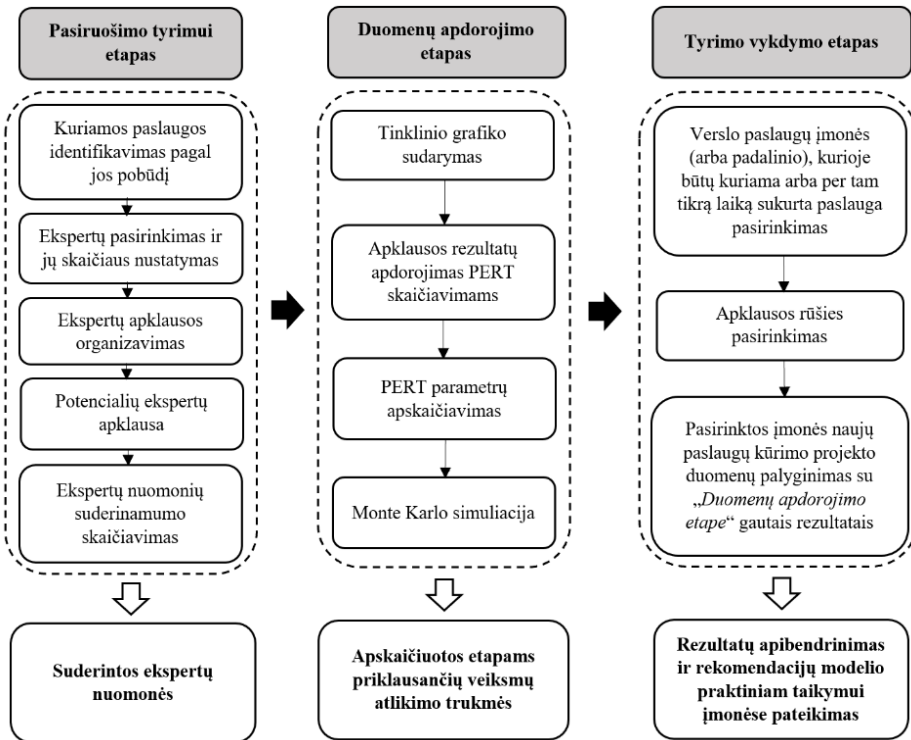 Pasiruošimo tyrimui
etapas
Kuriamos paslaugos
identifikavimas pagal
jos pobūdį
Ekspertų pasirinkimas ir
jų skaičiaus nustatymas
Ekspertų apklausos
organizavimas
Potencialių ekspertų
apklausa
Ekspertų nuomonių
suderinamumo
skaičiavimas
Suderintos ekspertų
nuomonės
Duomenų apdorojimo
etapas
Tinklinio grafiko
sudarymas
Apklausos rezultatų
apdorojimas PERT
skaičiavimams
PERT parametrų
apskaičiavimas
Monte Karlo simuliacija
Apskaičiuotos etapams
priklausančių veiksmų
atlikimo trukmės
Tyrimo vykdymo etapas
Verslo paslaugų įmonės
(arba padalinio), kurioje
būtų kuriama arba per tam
tikrą laiką sukurta paslauga
pasirinkimas
Apklausos rūšies
pasirinkimas
Pasirinktos įmonės naujų
paslaugų kūrimo projekto
duomenų palyginimas su
„Duomenų apdorojimo
etape“ gautais rezultatais
Rezultatų apibendrinimas
ir rekomendacijų modelio
praktiniam taikymui
įmonėse pateikimas